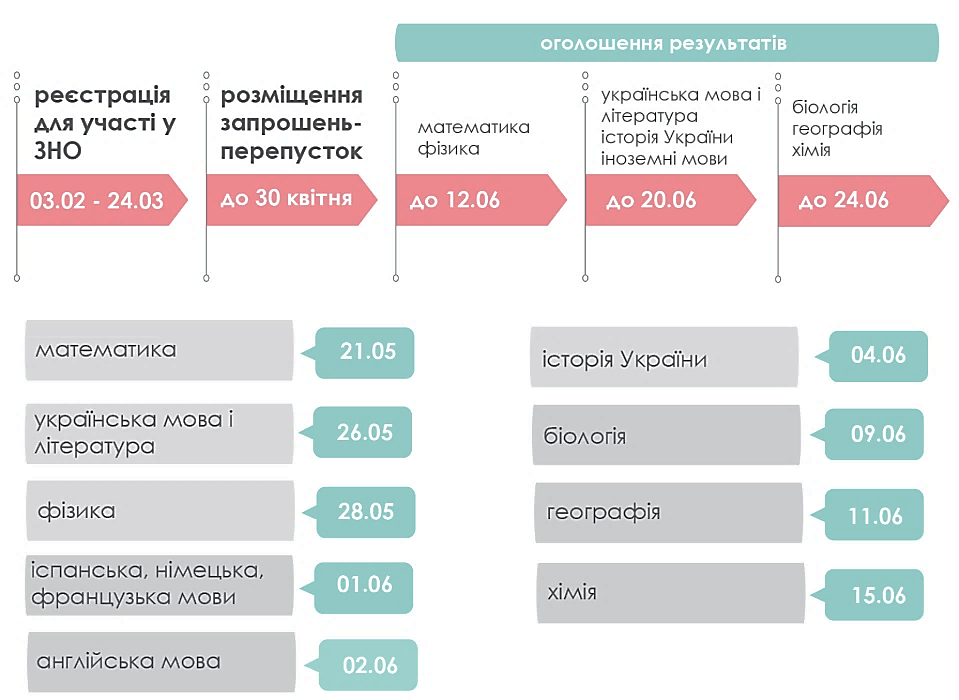 оголошення результатів
реєстрація
для участі у
ЗНО
03.02 - 24.03
розміщення
запрошень-
перепусток
до 30 квітня
математика
фізика
до 12.06
українська мова і
література
історія України
іноземні мови
до 20.06
біологія
географія
хімія
до 24.06
математика
21.05
українська мова і
література
26.05
фізика
28.05
іспанська, німецька,
французька мови
01.06
англійська мова
02.06
історія України
04.06
біологія
09.06
географія
11.06
хімія
15.06